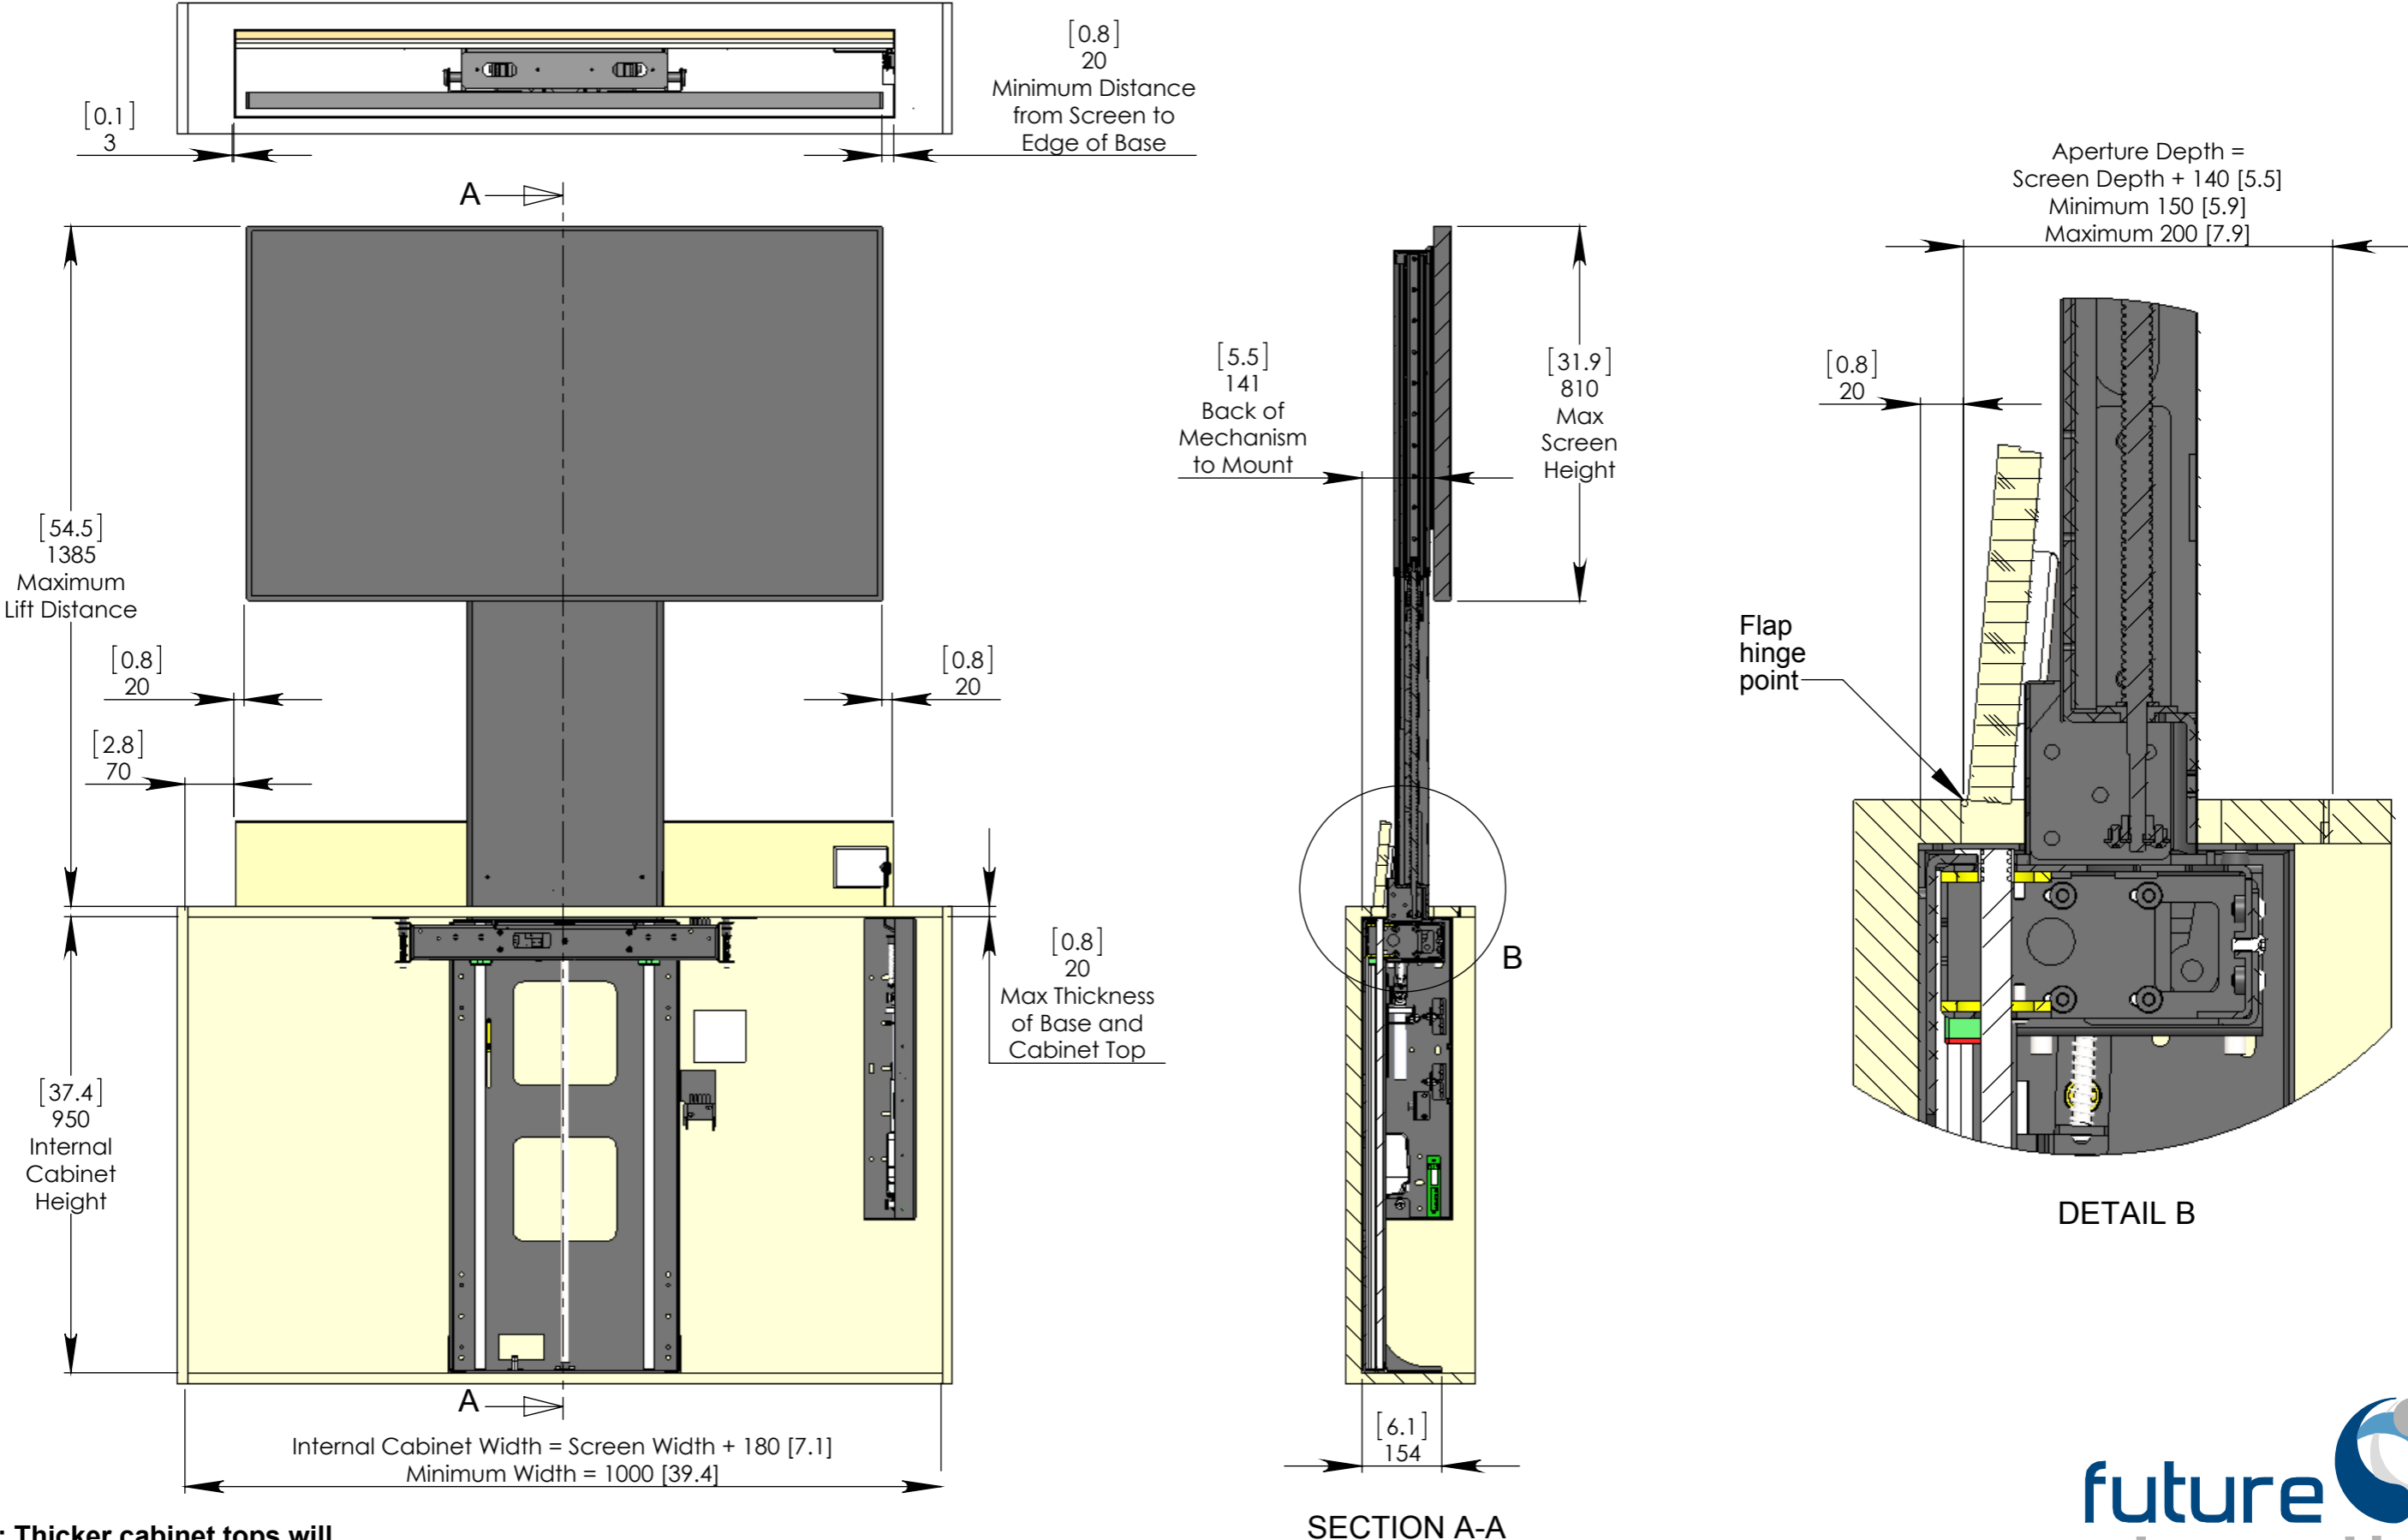 [0.8]
20
Minimum Distance
from Screen to
Edge of Base
[0.1]
3
A
[54.5]
1385
Maximum
Lift Distance
[0.8]
20
[0.8]
20
[2.8]
70
[0.8]
20
Max Thickness
of Base and
Cabinet Top
[37.4]
950
Internal
Cabinet
Height
A
Internal Cabinet Width = Screen Width + 180 [7.1]
Minimum Width = 1000 [39.4]
: Thicker cabinet tops will
[5.5]
141
Back of
Mechanism
to Mount
[31.9]
810
Max
Screen
Height
B
[6.1]
154
SECTION A-A
Aperture Depth =
Screen Depth + 140 [5.5]
Minimum 150 [5.9]
Maximum 200 [7.9]
[0.8]
20
Flap
hinge
point
DETAIL B
future